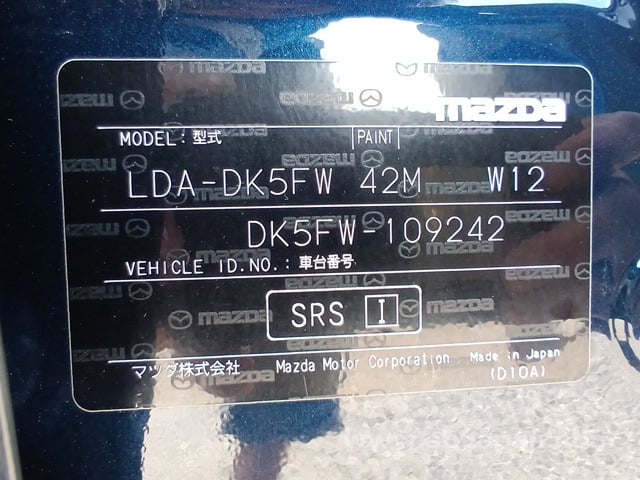 mazda
MODEL: 型式 PAINT
LDA-DK5FW 42M W12
DK5FW-109242
VEHICLE ID.NO.: 車台番号
SRS I
マツダ株式会社 Mazda Motor Corporation Made in Japan
(D10A)